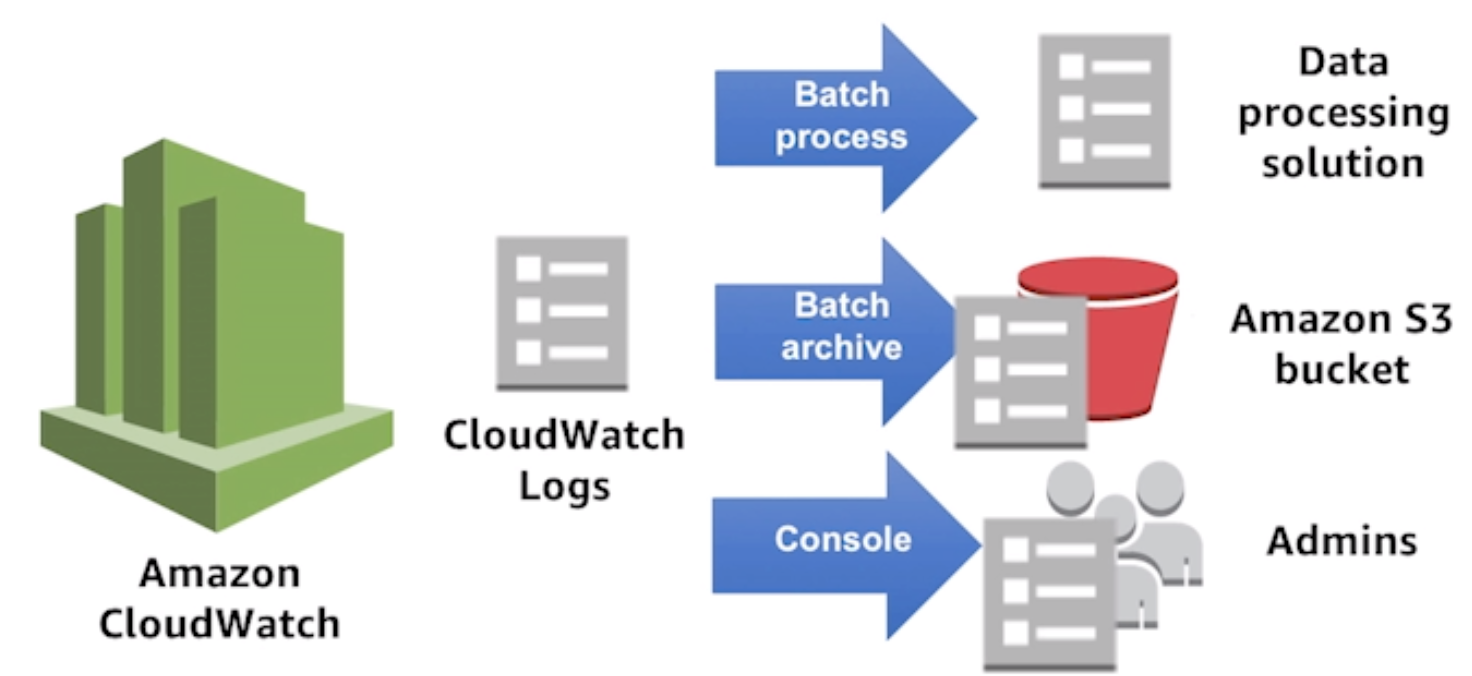 Amazon
CloudWatch
CloudWatch
Logs
Batch
process
Data
processing
solution
Batch
archive
Amazon S3
bucket
Console
Admins